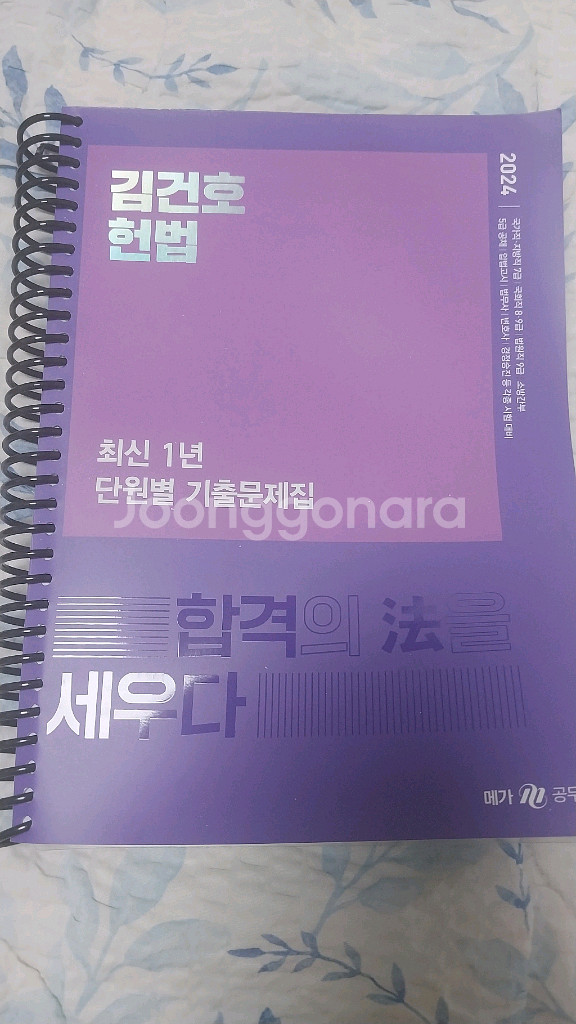 김건호
헌법
2024
국가직·지방직 7급 | 국회직 8·9급 | 법원직 9급 | 소방간부
5급 공채 | 입법고시 | 법무사 | 변호사 | 경정승진 등 각종 시험 대비
최신 1년
단원별 기출문제집
Joonggonara
합격의 法을
세우다
메가 공무